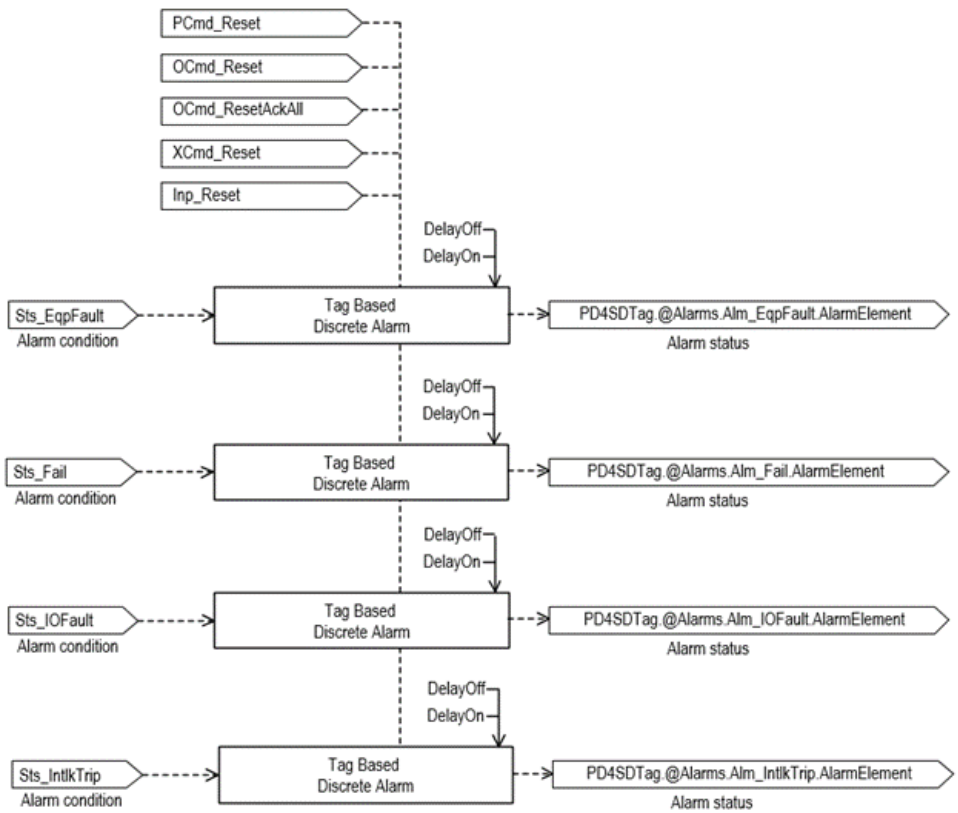 PCmd_Reset
OCmd_Reset
OCmd_ResetAckAll
XCmd_Reset
Inp_Reset
DelayOff
DelayOn
Sts_EqpFault
Alarm condition
Tag Based
Discrete Alarm
PD4SDTag.@Alarms.Alm_EqpFault.AlarmElement
Alarm status
DelayOff
DelayOn
Sts_Fail
Alarm condition
Tag Based
Discrete Alarm
PD4SDTag.@Alarms.Alm_Fail.AlarmElement
Alarm status
DelayOff
DelayOn
Sts_IOFault
Alarm condition
Tag Based
Discrete Alarm
PD4SDTag.@Alarms.Alm_IOFault.AlarmElement
Alarm status
DelayOff
DelayOn
Sts_IntlkTrip
Alarm condition
Tag Based
Discrete Alarm
PD4SDTag.@Alarms.Alm_IntlkTrip.AlarmElement
Alarm status